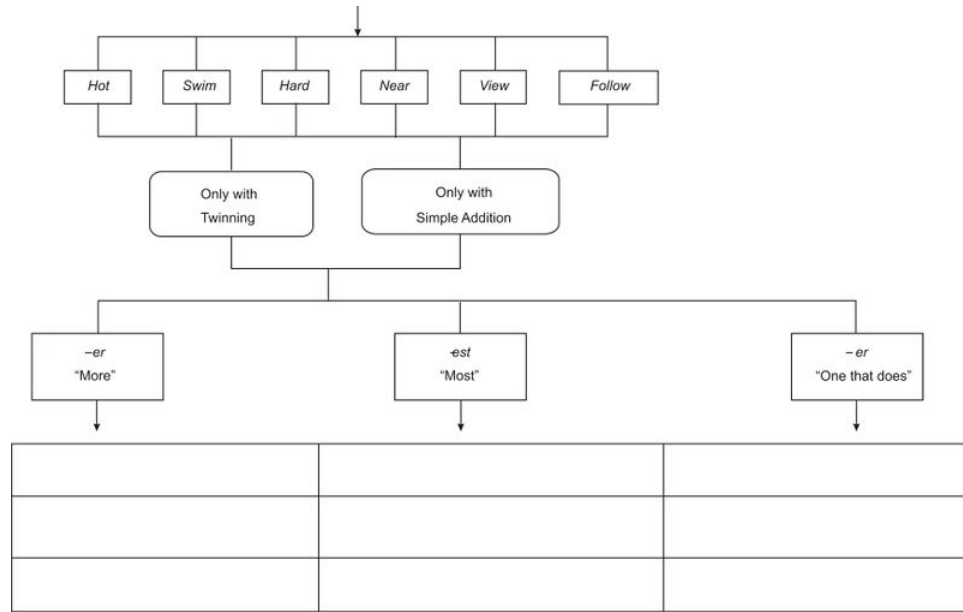 Hot
Swim
Hard
Near
View
Follow
Only with
Twinning
Only with
Simple Addition
–er
“More”
-est
“Most”
– er
“One that does”